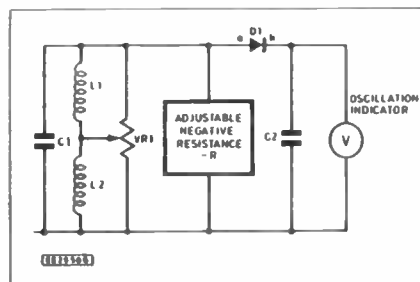 D1
a k
L1
C1
VR1
L2
ADJUSTABLE
NEGATIVE
RESISTANCE
-R
C2
OSCILLATION
INDICATOR
V